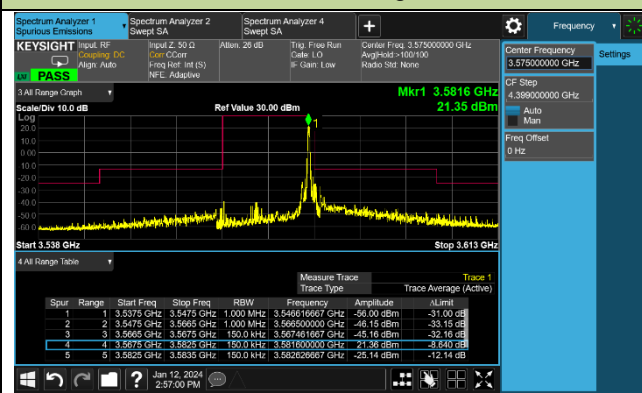 Spectrum Analyzer 1
Spurious Emissions
Spectrum Analyzer 2
Swept SA
Spectrum Analyzer 4
Swept SA
Frequency
Settings
KEYSIGHT
Input: RF
Coupling: DC
Align: Auto
Input Z: 50 Ω
Corr CCorr
Freq Ref: Int (S)
NFE: Adaptive
Atten: 26 dB
Trig: Free Run
Gate: LO
IF Gain: Low
Center Freq: 3.575000000 GHz
Avg|Hold:>100/100
Radio Std: None
PASS
Center Frequency
3.575000000 GHz
CF Step
4.399000000 GHz
Auto
Man
Freq Offset
0 Hz
3 All Range Graph
Mkr1 3.5816 GHz
21.35 dBm
Scale/Div 10.0 dB
Ref Value 30.00 dBm
Log
20.0
10.0
0.00
-10.0
-20.0
-30.0
-40.0
-50.0
-60.0
1
Start 3.538 GHz
Stop 3.613 GHz
4 All Range Table
Measure Trace Trace 1
Trace Type Trace Average (Active)
Spur Range Start Freq Stop Freq RBW Frequency Amplitude ΔLimit
1 1 3.5375 GHz 3.5475 GHz 1.000 MHz 3.546616667 GHz -56.00 dBm -31.00 dB
2 2 3.5475 GHz 3.5665 GHz 1.000 MHz 3.566500000 GHz -46.15 dBm -33.15 dB
3 3 3.5665 GHz 3.5675 GHz 150.0 kHz 3.567461667 GHz -45.16 dBm -32.16 dB
4 4 3.5675 GHz 3.5825 GHz 150.0 kHz 3.581600000 GHz 21.36 dBm -8.640 dB
5 5 3.5825 GHz 3.5835 GHz 150.0 kHz 3.582626667 GHz -25.14 dBm -12.14 dB
Jan 12, 2024
2:57:00 PM